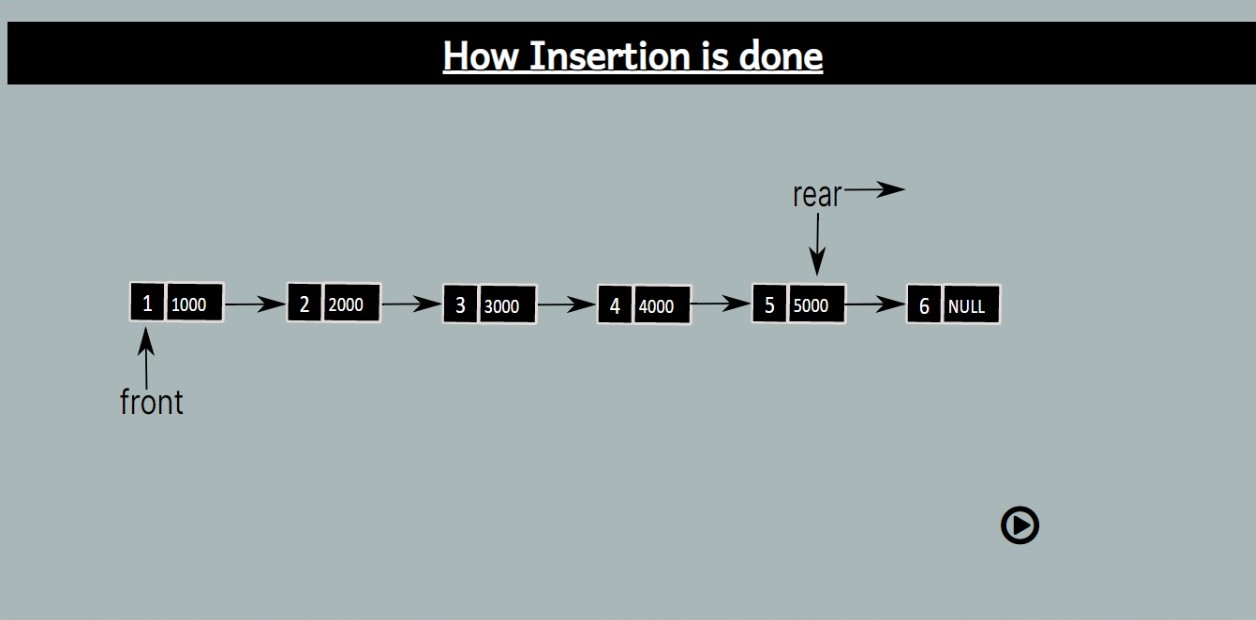 How Insertion is done
rear
1 1000 2 2000 3 3000 4 4000 5 5000 6 NULL
front